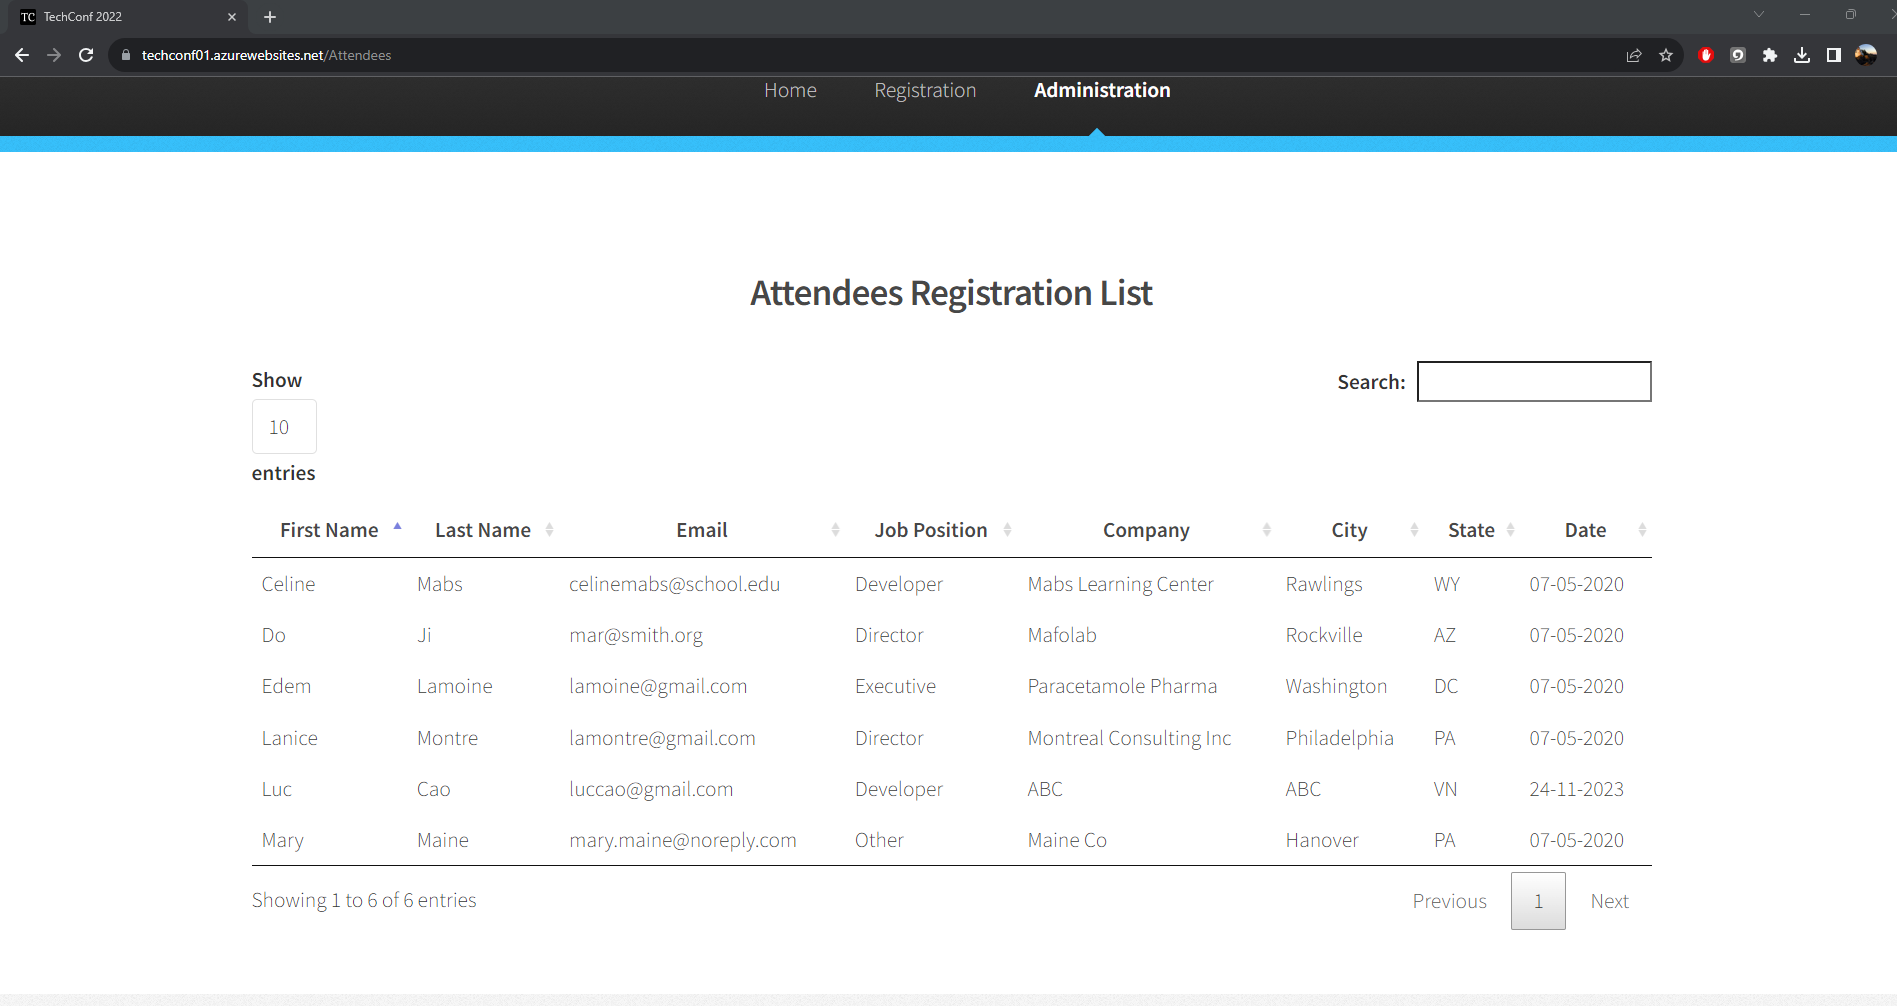 TC TechConf 2022
techconf01.azurewebsites.net/Attendees
Home Registration Administration
Attendees Registration List
Show
10
entries
Search:
First Name Last Name Email Job Position Company City State Date
Celine Mabs celinemabs@school.edu Developer Mabs Learning Center Rawlings WY 07-05-2020
Do Ji mar@smith.org Director Mafolab Rockville AZ 07-05-2020
Edem Lamoine lamoine@gmail.com Executive Paracetamole Pharma Washington DC 07-05-2020
Lanice Montre lamontre@gmail.com Director Montreal Consulting Inc Philadelphia PA 07-05-2020
Luc Cao luccao@gmail.com Developer ABC ABC VN 24-11-2023
Mary Maine mary.maine@noreply.com Other Maine Co Hanover PA 07-05-2020
Showing 1 to 6 of 6 entries
Previous 1 Next